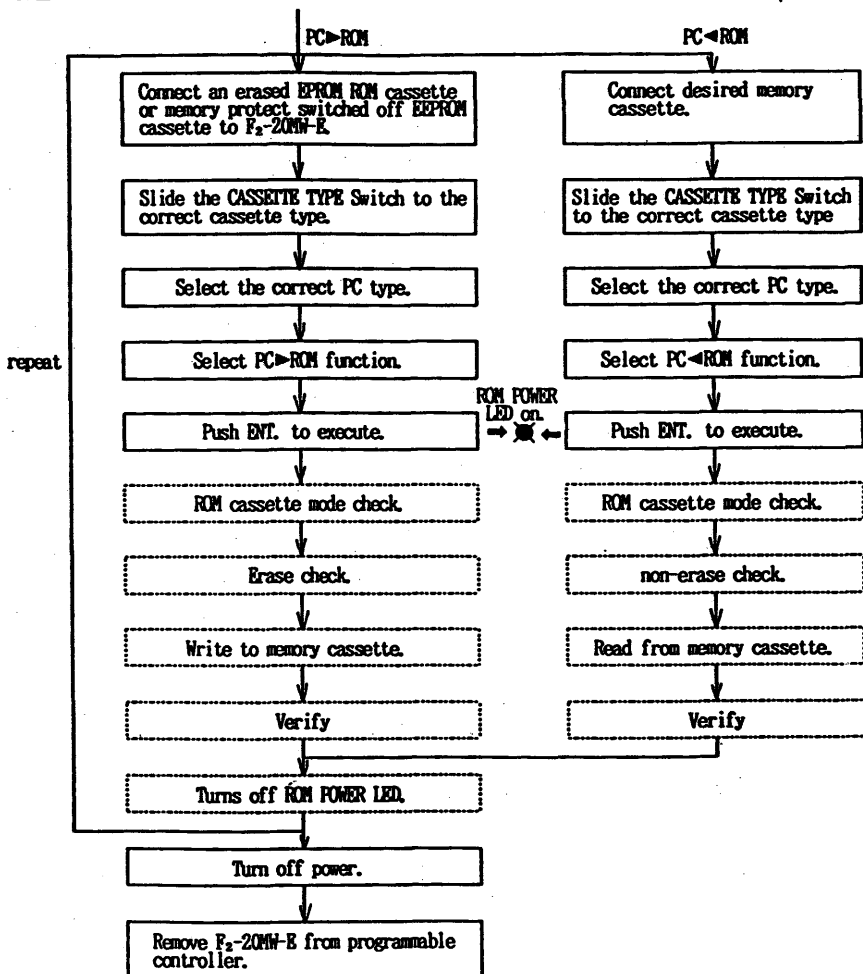 PC►ROM
Connect an erased EPROM ROM cassette
or memory protect switched off EEPROM
cassette to F₂-20MW-E.
Slide the CASSETTE TYPE Switch to the
correct cassette type.
Select the correct PC type.
Select PC►ROM function.
Push ENT. to execute.
ROM cassette mode check.
Erase check.
Write to memory cassette.
Verify
repeat
ROM POWER
LED on.
PC◄ROM
Connect desired memory
cassette.
Slide the CASSETTE TYPE Switch
to the correct cassette type
Select the correct PC type.
Select PC◄ROM function.
Push ENT. to execute.
ROM cassette mode check.
non-erase check.
Read from memory cassette.
Verify
Turns off ROM POWER LED.
Turn off power.
Remove F₂-20MW-E from programmable
controller.